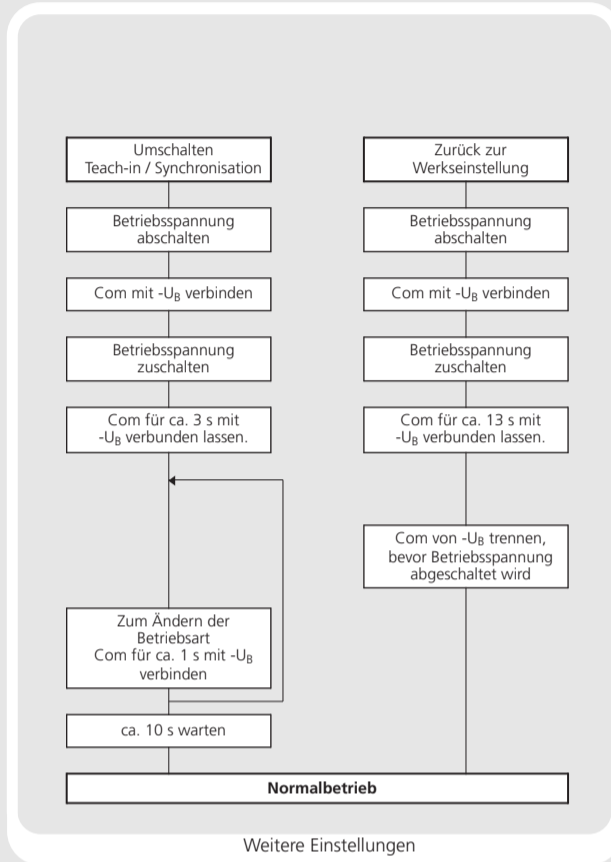 Umschalten
Teach-in / Synchronisation
Betriebsspannung
abschalten
Com mit -UB verbinden
Betriebsspannung
zuschalten
Com für ca. 3 s mit
-UB verbunden lassen.
Zum Ändern der
Betriebsart
Com für ca. 1 s mit -UB
verbinden
ca. 10 s warten
Zurück zur
Werkseinstellung
Betriebsspannung
abschalten
Com mit -UB verbinden
Betriebsspannung
zuschalten
Com für ca. 13 s mit
-UB verbunden lassen.
Com von -UB trennen,
bevor Betriebsspannung
abgeschaltet wird
Normalbetrieb
Weitere Einstellungen